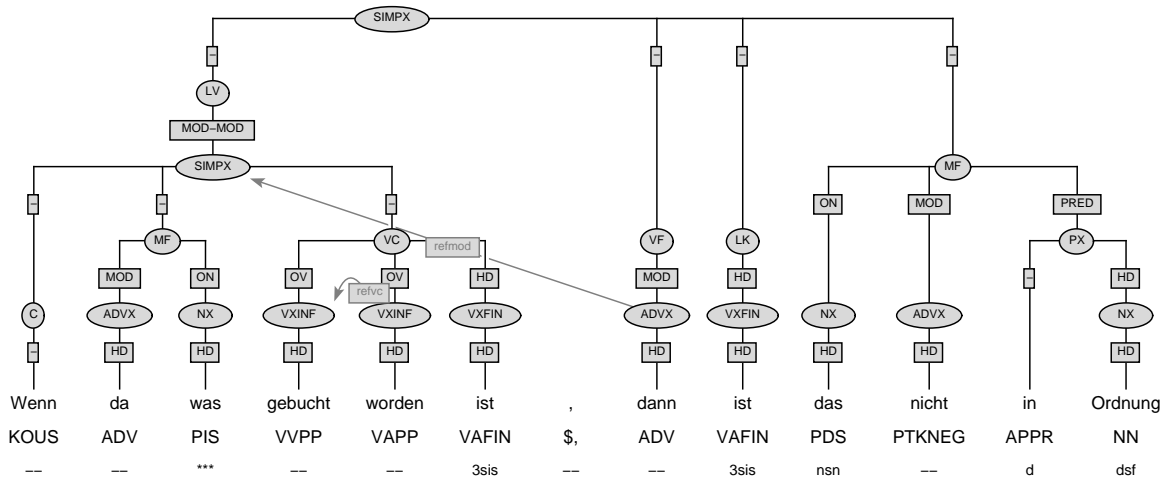 SIMPX
– – – –
LV
MOD–MOD
SIMPX MF
– – – ON MOD PRED
MF VC refmod VF LK PX
MOD ON OV OV HD MOD HD – HD
refvc
C ADVX NX VXINF VXINF VXFIN ADVX VXFIN NX ADVX NX
– HD HD HD HD HD HD HD HD HD HD
Wenn da was gebucht worden ist , dann ist das nicht in Ordnung
KOUS ADV PIS VVPP VAPP VAFIN $, ADV VAFIN PDS PTKNEG APPR NN
–– –– *** –– –– 3sis –– –– 3sis nsn –– d dsf